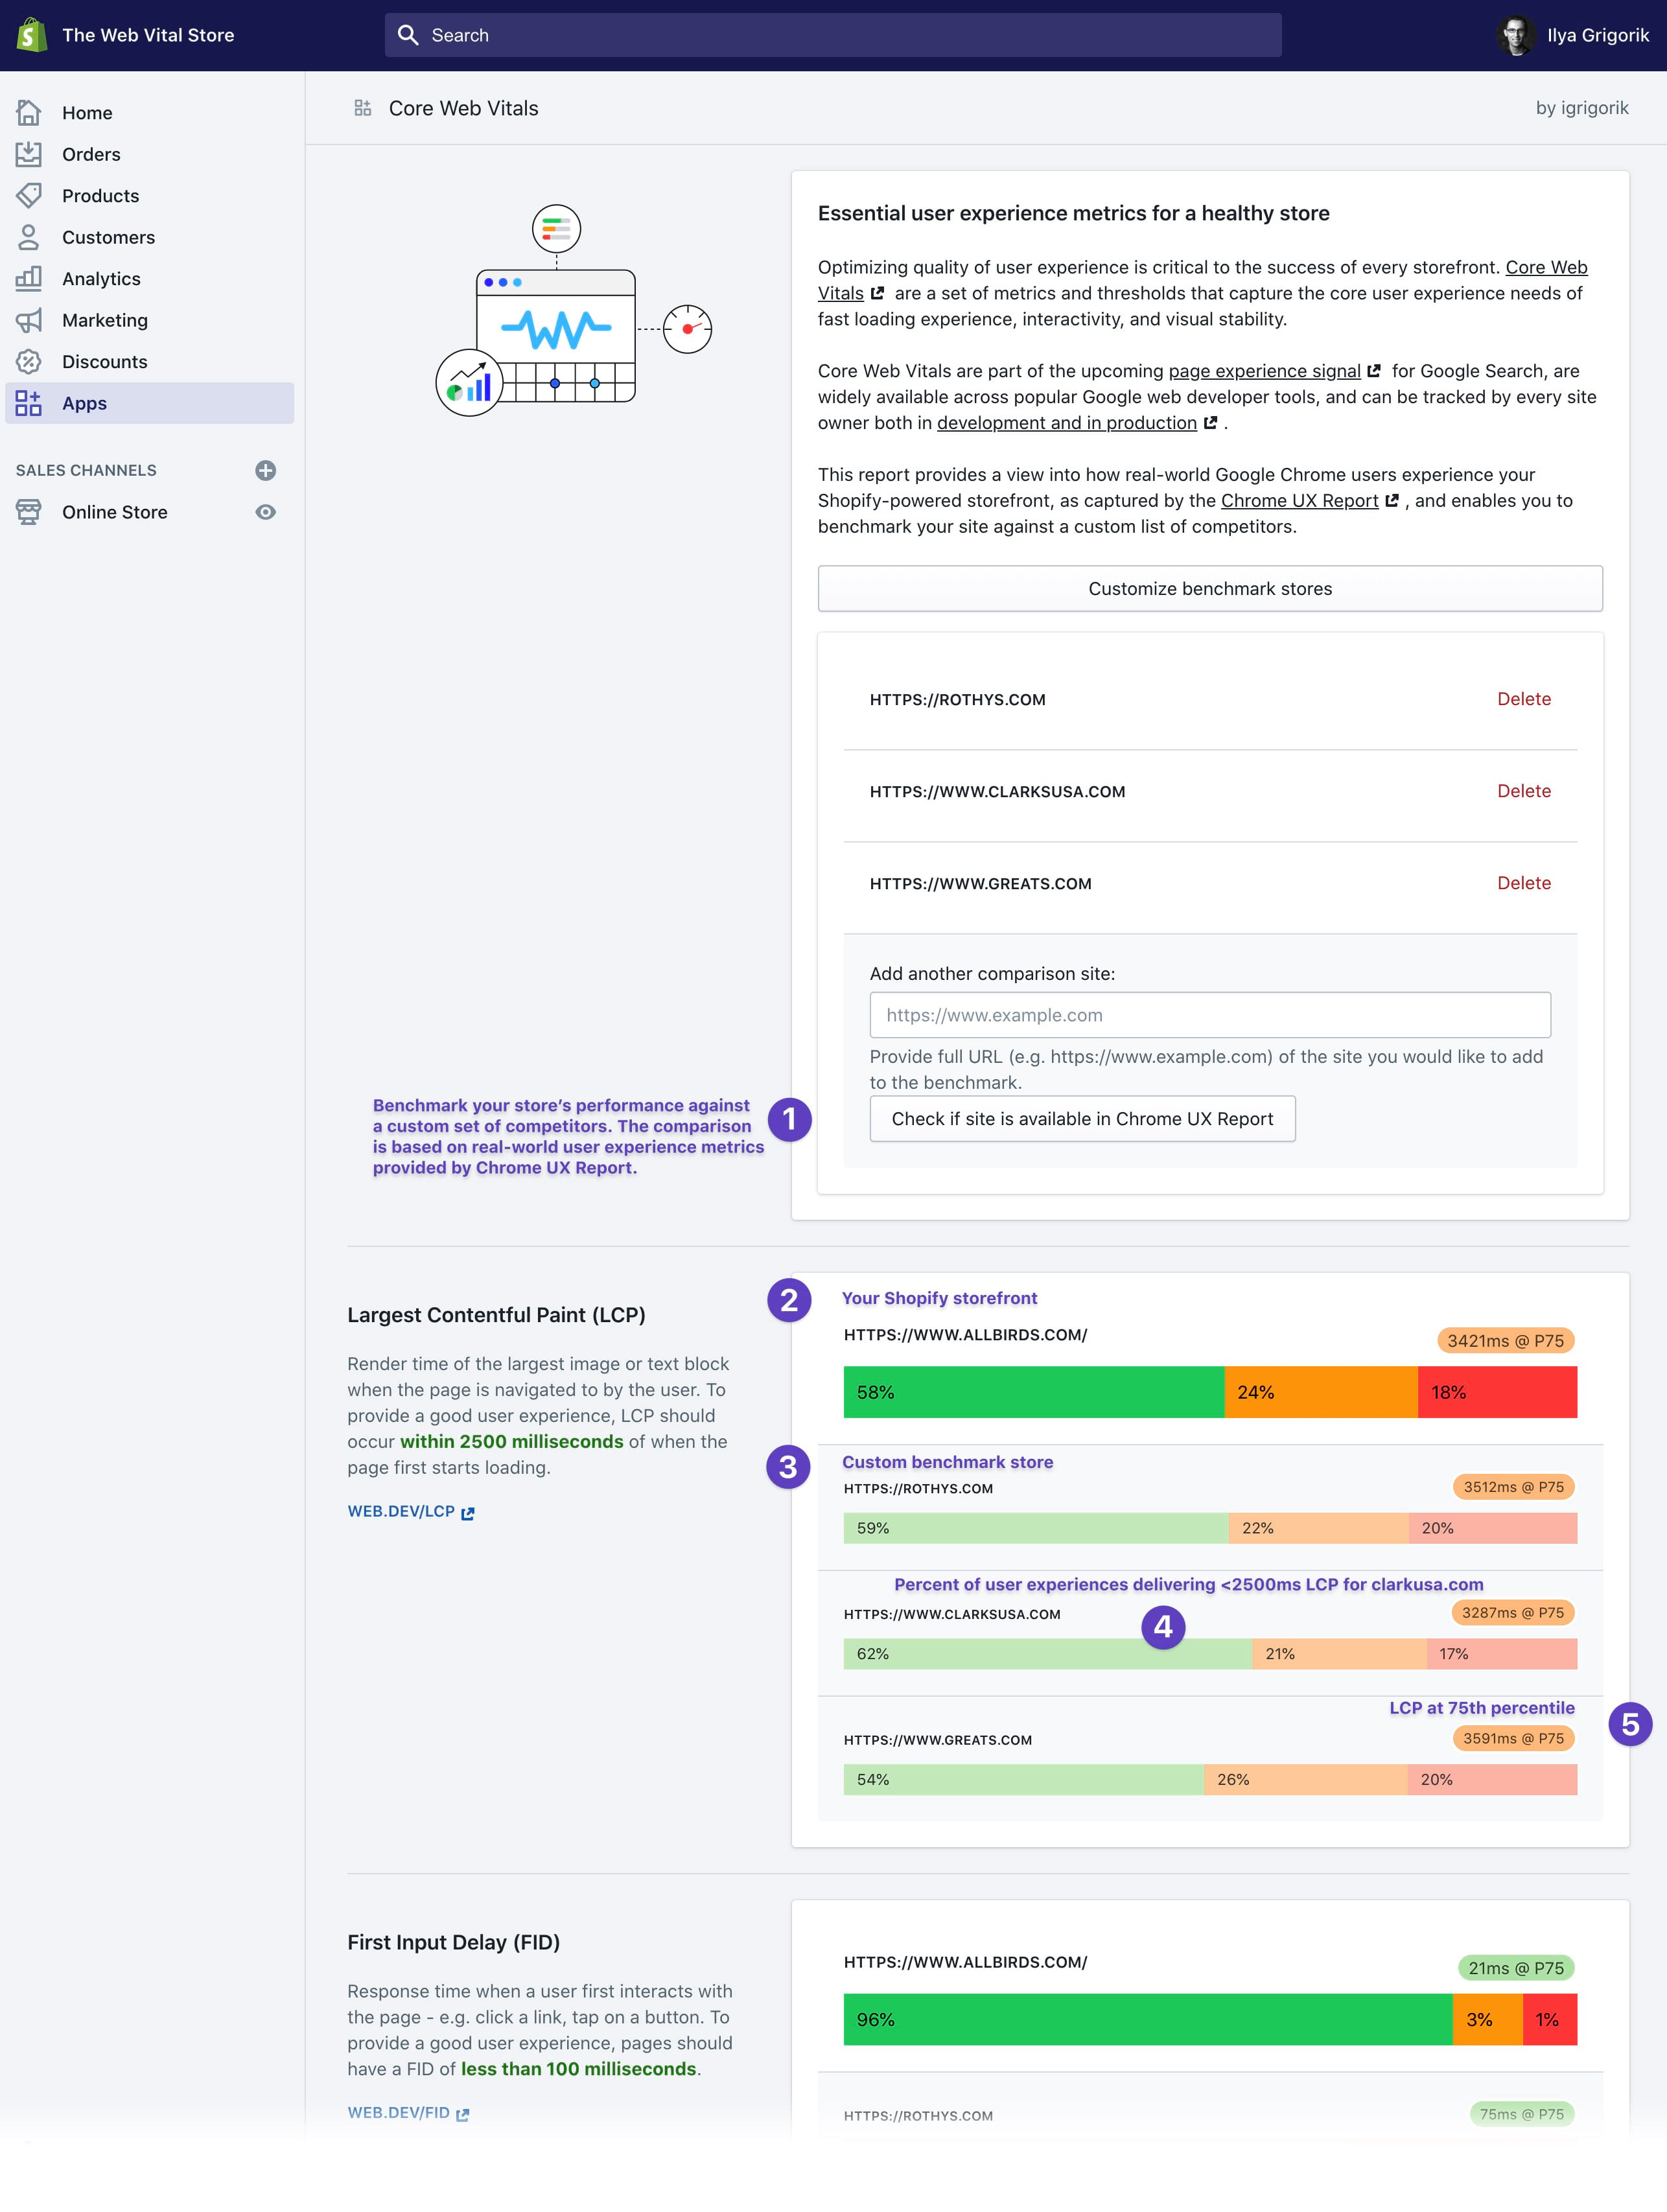 The Web Vital Store
Search
Ilya Grigorik
Home
Orders
Products
Customers
Analytics
Marketing
Discounts
Apps
SALES CHANNELS
Online Store
Core Web Vitals
by igrigorik
Essential user experience metrics for a healthy store
Optimizing quality of user experience is critical to the success of every storefront. Core Web
Vitals are a set of metrics and thresholds that capture the core user experience needs of
fast loading experience, interactivity, and visual stability.
Core Web Vitals are part of the upcoming page experience signal for Google Search, are
widely available across popular Google web developer tools, and can be tracked by every site
owner both in development and in production .
This report provides a view into how real-world Google Chrome users experience your
Shopify-powered storefront, as captured by the Chrome UX Report , and enables you to
benchmark your site against a custom list of competitors.
Customize benchmark stores
HTTPS://ROTHYS.COM
Delete
HTTPS://WWW.CLARKSUSA.COM
Delete
HTTPS://WWW.GREATS.COM
Delete
Add another comparison site:
https://www.example.com
Provide full URL (e.g. https://www.example.com) of the site you would like to add
to the benchmark.
Check if site is available in Chrome UX Report
Benchmark your store's performance against
a custom set of competitors. The comparison
is based on real-world user experience metrics
provided by Chrome UX Report.
1
Largest Contentful Paint (LCP)
Render time of the largest image or text block
when the page is navigated to by the user. To
provide a good user experience, LCP should
occur within 2500 milliseconds of when the
page first starts loading.
WEB.DEV/LCP
2
Your Shopify storefront
HTTPS://WWW.ALLBIRDS.COM/
3421ms @ P75
58% 24% 18%
3
Custom benchmark store
HTTPS://ROTHYS.COM
3512ms @ P75
59% 22% 20%
Percent of user experiences delivering <2500ms LCP for clarkusa.com
HTTPS://WWW.CLARKSUSA.COM
4
3287ms @ P75
62% 21% 17%
LCP at 75th percentile
5
HTTPS://WWW.GREATS.COM
3591ms @ P75
54% 26% 20%
First Input Delay (FID)
Response time when a user first interacts with
the page - e.g. click a link, tap on a button. To
provide a good user experience, pages should
have a FID of less than 100 milliseconds.
WEB.DEV/FID
HTTPS://WWW.ALLBIRDS.COM/
21ms @ P75
96% 3% 1%
HTTPS://ROTHYS.COM
75ms @ P75